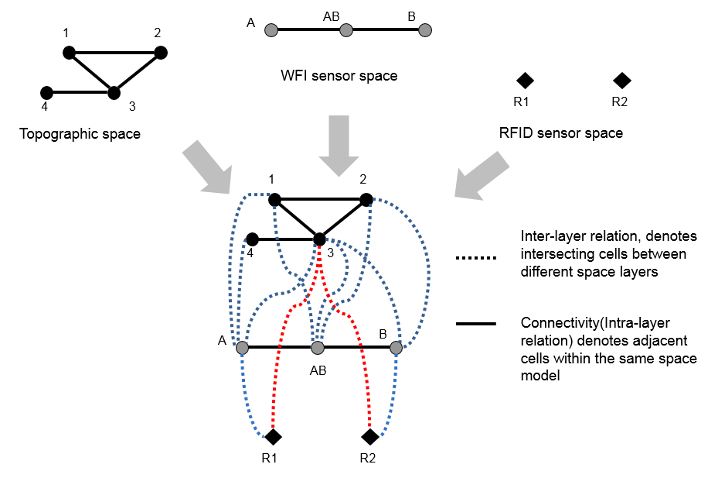 1
2
4
3
Topographic space
A
AB
B
WFI sensor space
R1
R2
RFID sensor space
1
2
4
3
A
AB
B
R1
R2
Inter-layer relation, denotes
intersecting cells between
different space layers
Connectivity(Intra-layer
relation) denotes adjacent
cells within the same space
model